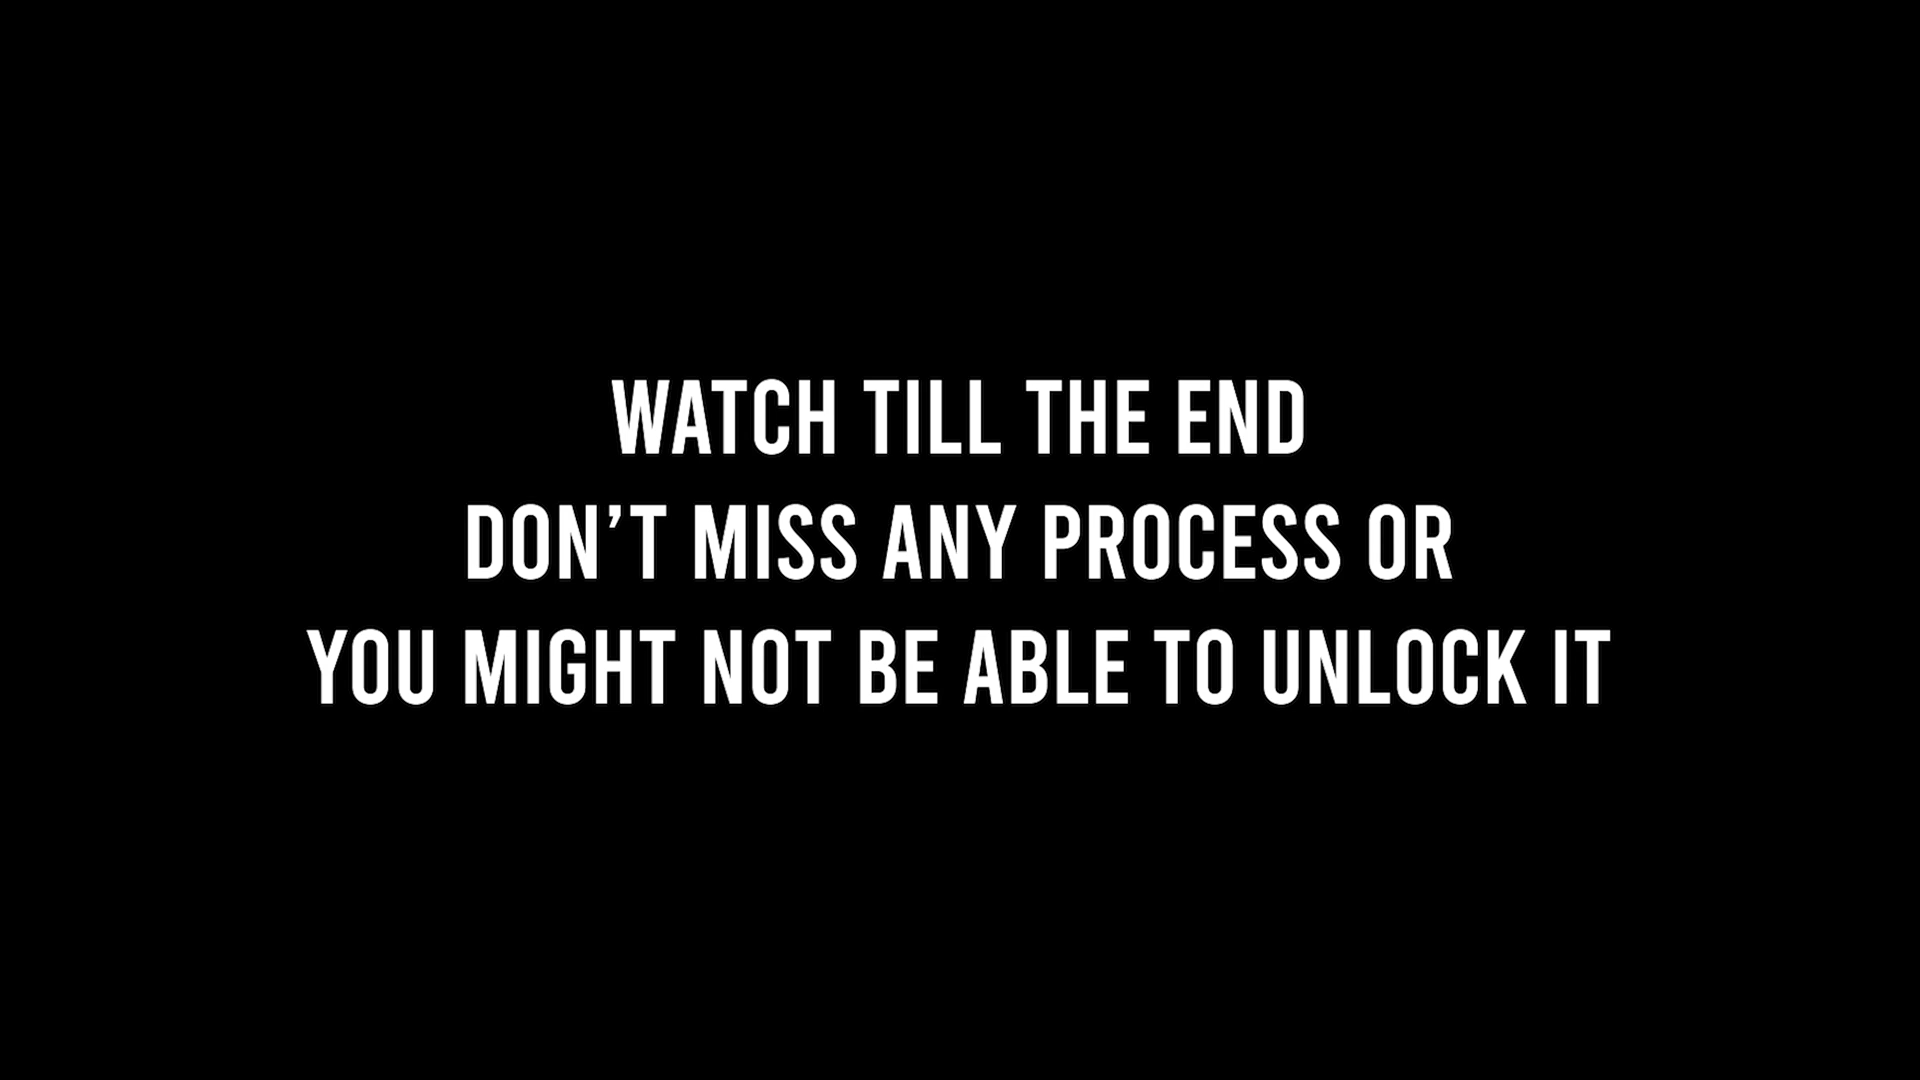 WATCH TILL THE END
DON’T MISS ANY PROCESS OR
YOU MIGHT NOT BE ABLE TO UNLOCK IT